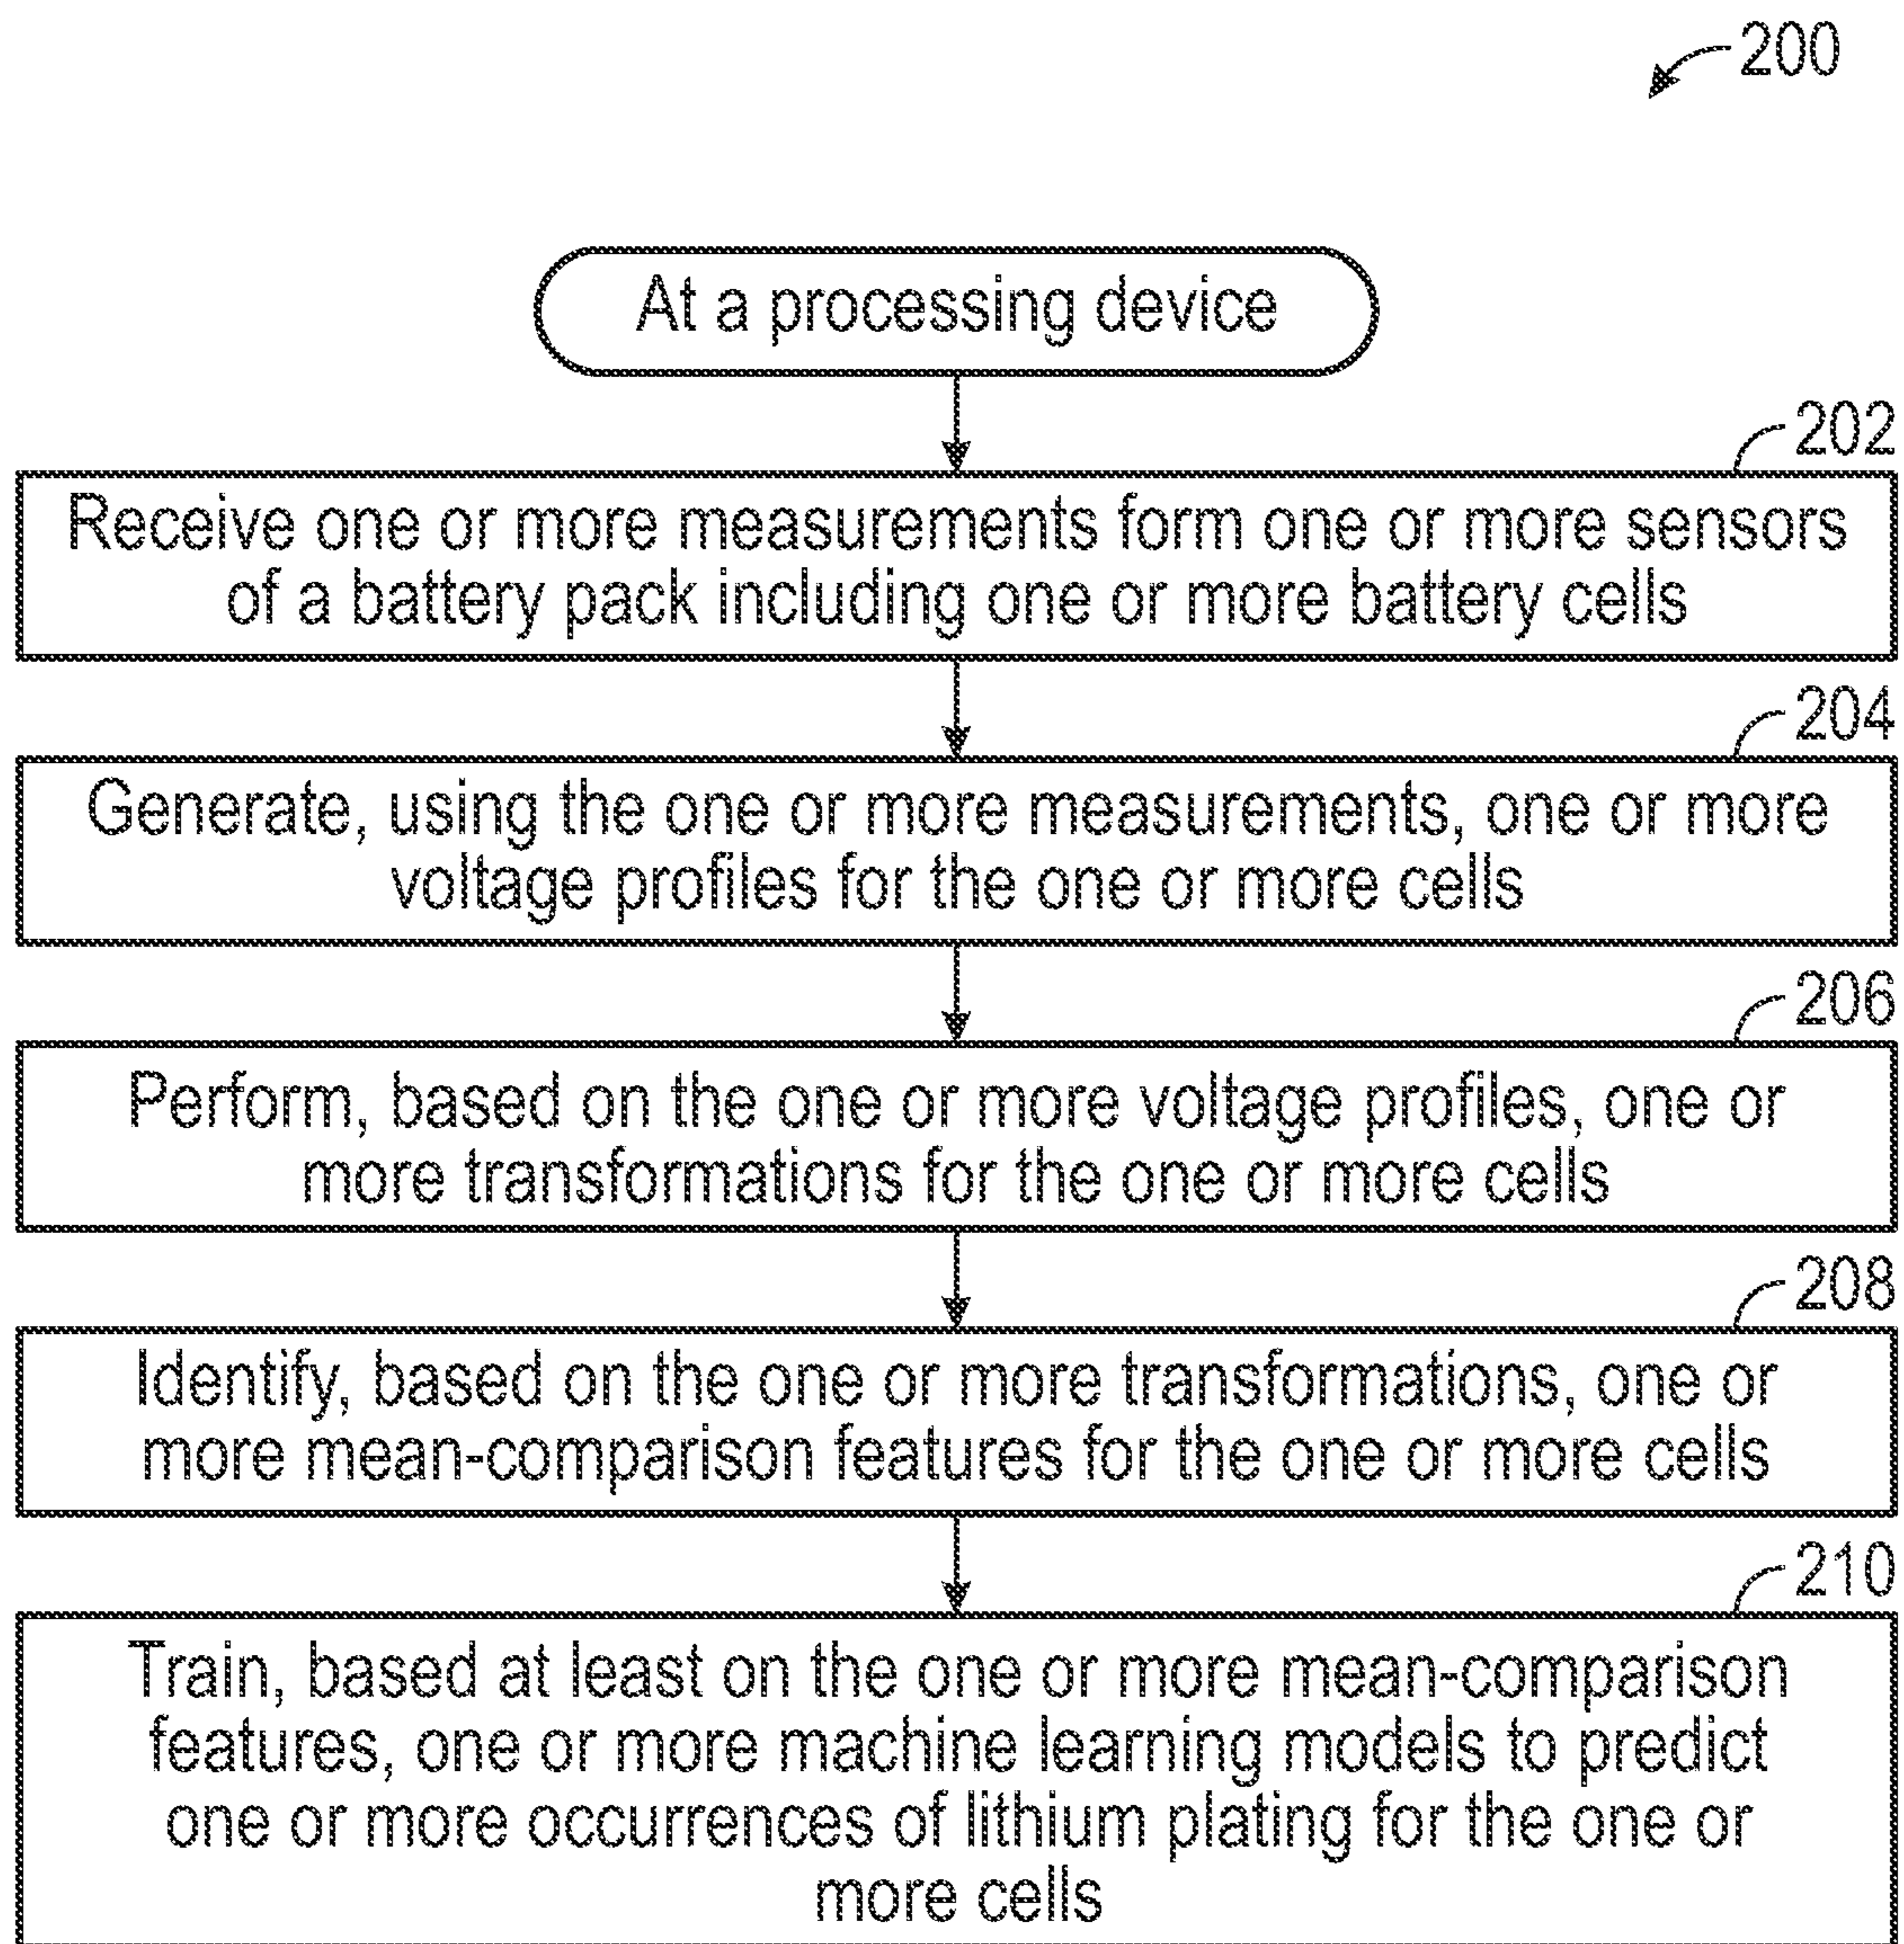 200
At a processing device
202
Receive one or more measurements form one or more sensors
of a battery pack including one or more battery cells
204
Generate, using the one or more measurements, one or more
voltage profiles for the one or more cells
206
Perform, based on the one or more voltage profiles, one or
more transformations for the one or more cells
208
Identify, based on the one or more transformations, one or
more mean-comparison features for the one or more cells
210
Train, based at least on the one or more mean-comparison
features, one or more machine learning models to predict
one or more occurrences of lithium plating for the one or
more cells